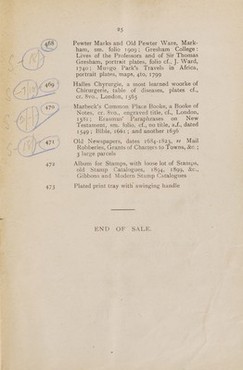 93
468 Pewter Marks and Old Pewter Ware, Mark-
ham, sm. folio 1909; Gresham College:
Lives of the Professors, and of Sir Thomas
Gresham, portrait plates, folio cf., J. Ward,
1740; Mungo Park's Travels in Africa,
portrait plates, maps, 4to, 1799
469 Halles Chyrurgie, a most learned woorke of
Chirurgerie, table of diseases, plates cf.,
cr. 8vo., London, 1565
470 Marbeck's Common Place Booke, a Booke of
Notes, cr. 8vo., engraved title, cf., London,
1581; Erasmus' Paraphrases on New
Testament, sm. folio, cf., no title, a.f., dated
1549; Bible, 1661; and another 1836
471 Old Newspapers, dates 1684-1823, re Mail
Robberies, Grants of Charters to Towns, &c;
3 large parcels
472 Album for Stamps, with loose lot of Stamps,
old Stamp Catalogues, 1894, 1899, &c.,
Gibbons and Modern Stamp Catalogues
473 Plated print tray with swinging handle
END OF SALE.